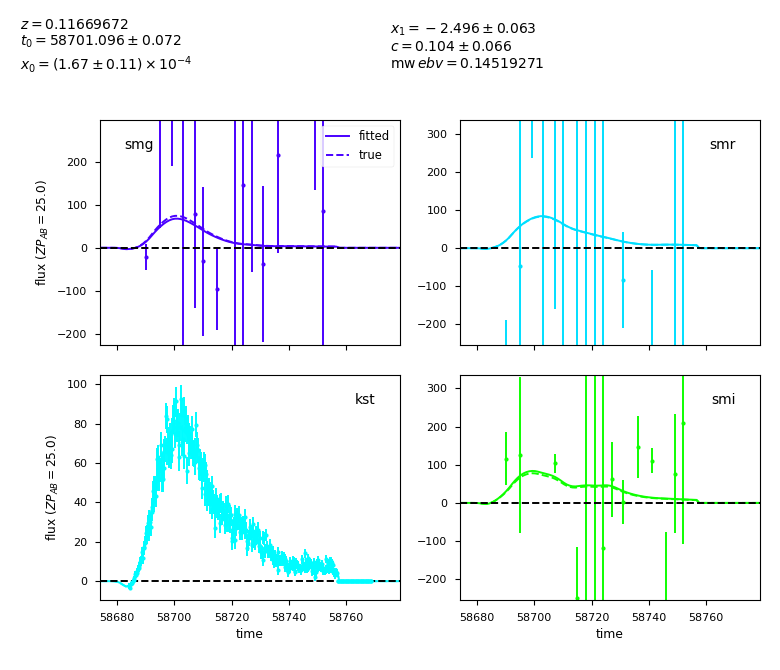 z = 0.11669672
t₀ = 58701.096 ± 0.072
x₀ = (1.67 ± 0.11) × 10⁻⁴
x₁ = −2.496 ± 0.063
c = 0.104 ± 0.066
mw ebv = 0.14519271
smg
fitted
true
flux (ZP_AB = 25.0)
200
100
0
−100
−200
smr
300
200
100
0
−100
−200
kst
flux (ZP_AB = 25.0)
100
80
60
40
20
0
58680 58700 58720 58740 58760
time
smi
300
200
100
0
−100
−200
58680 58700 58720 58740 58760
time